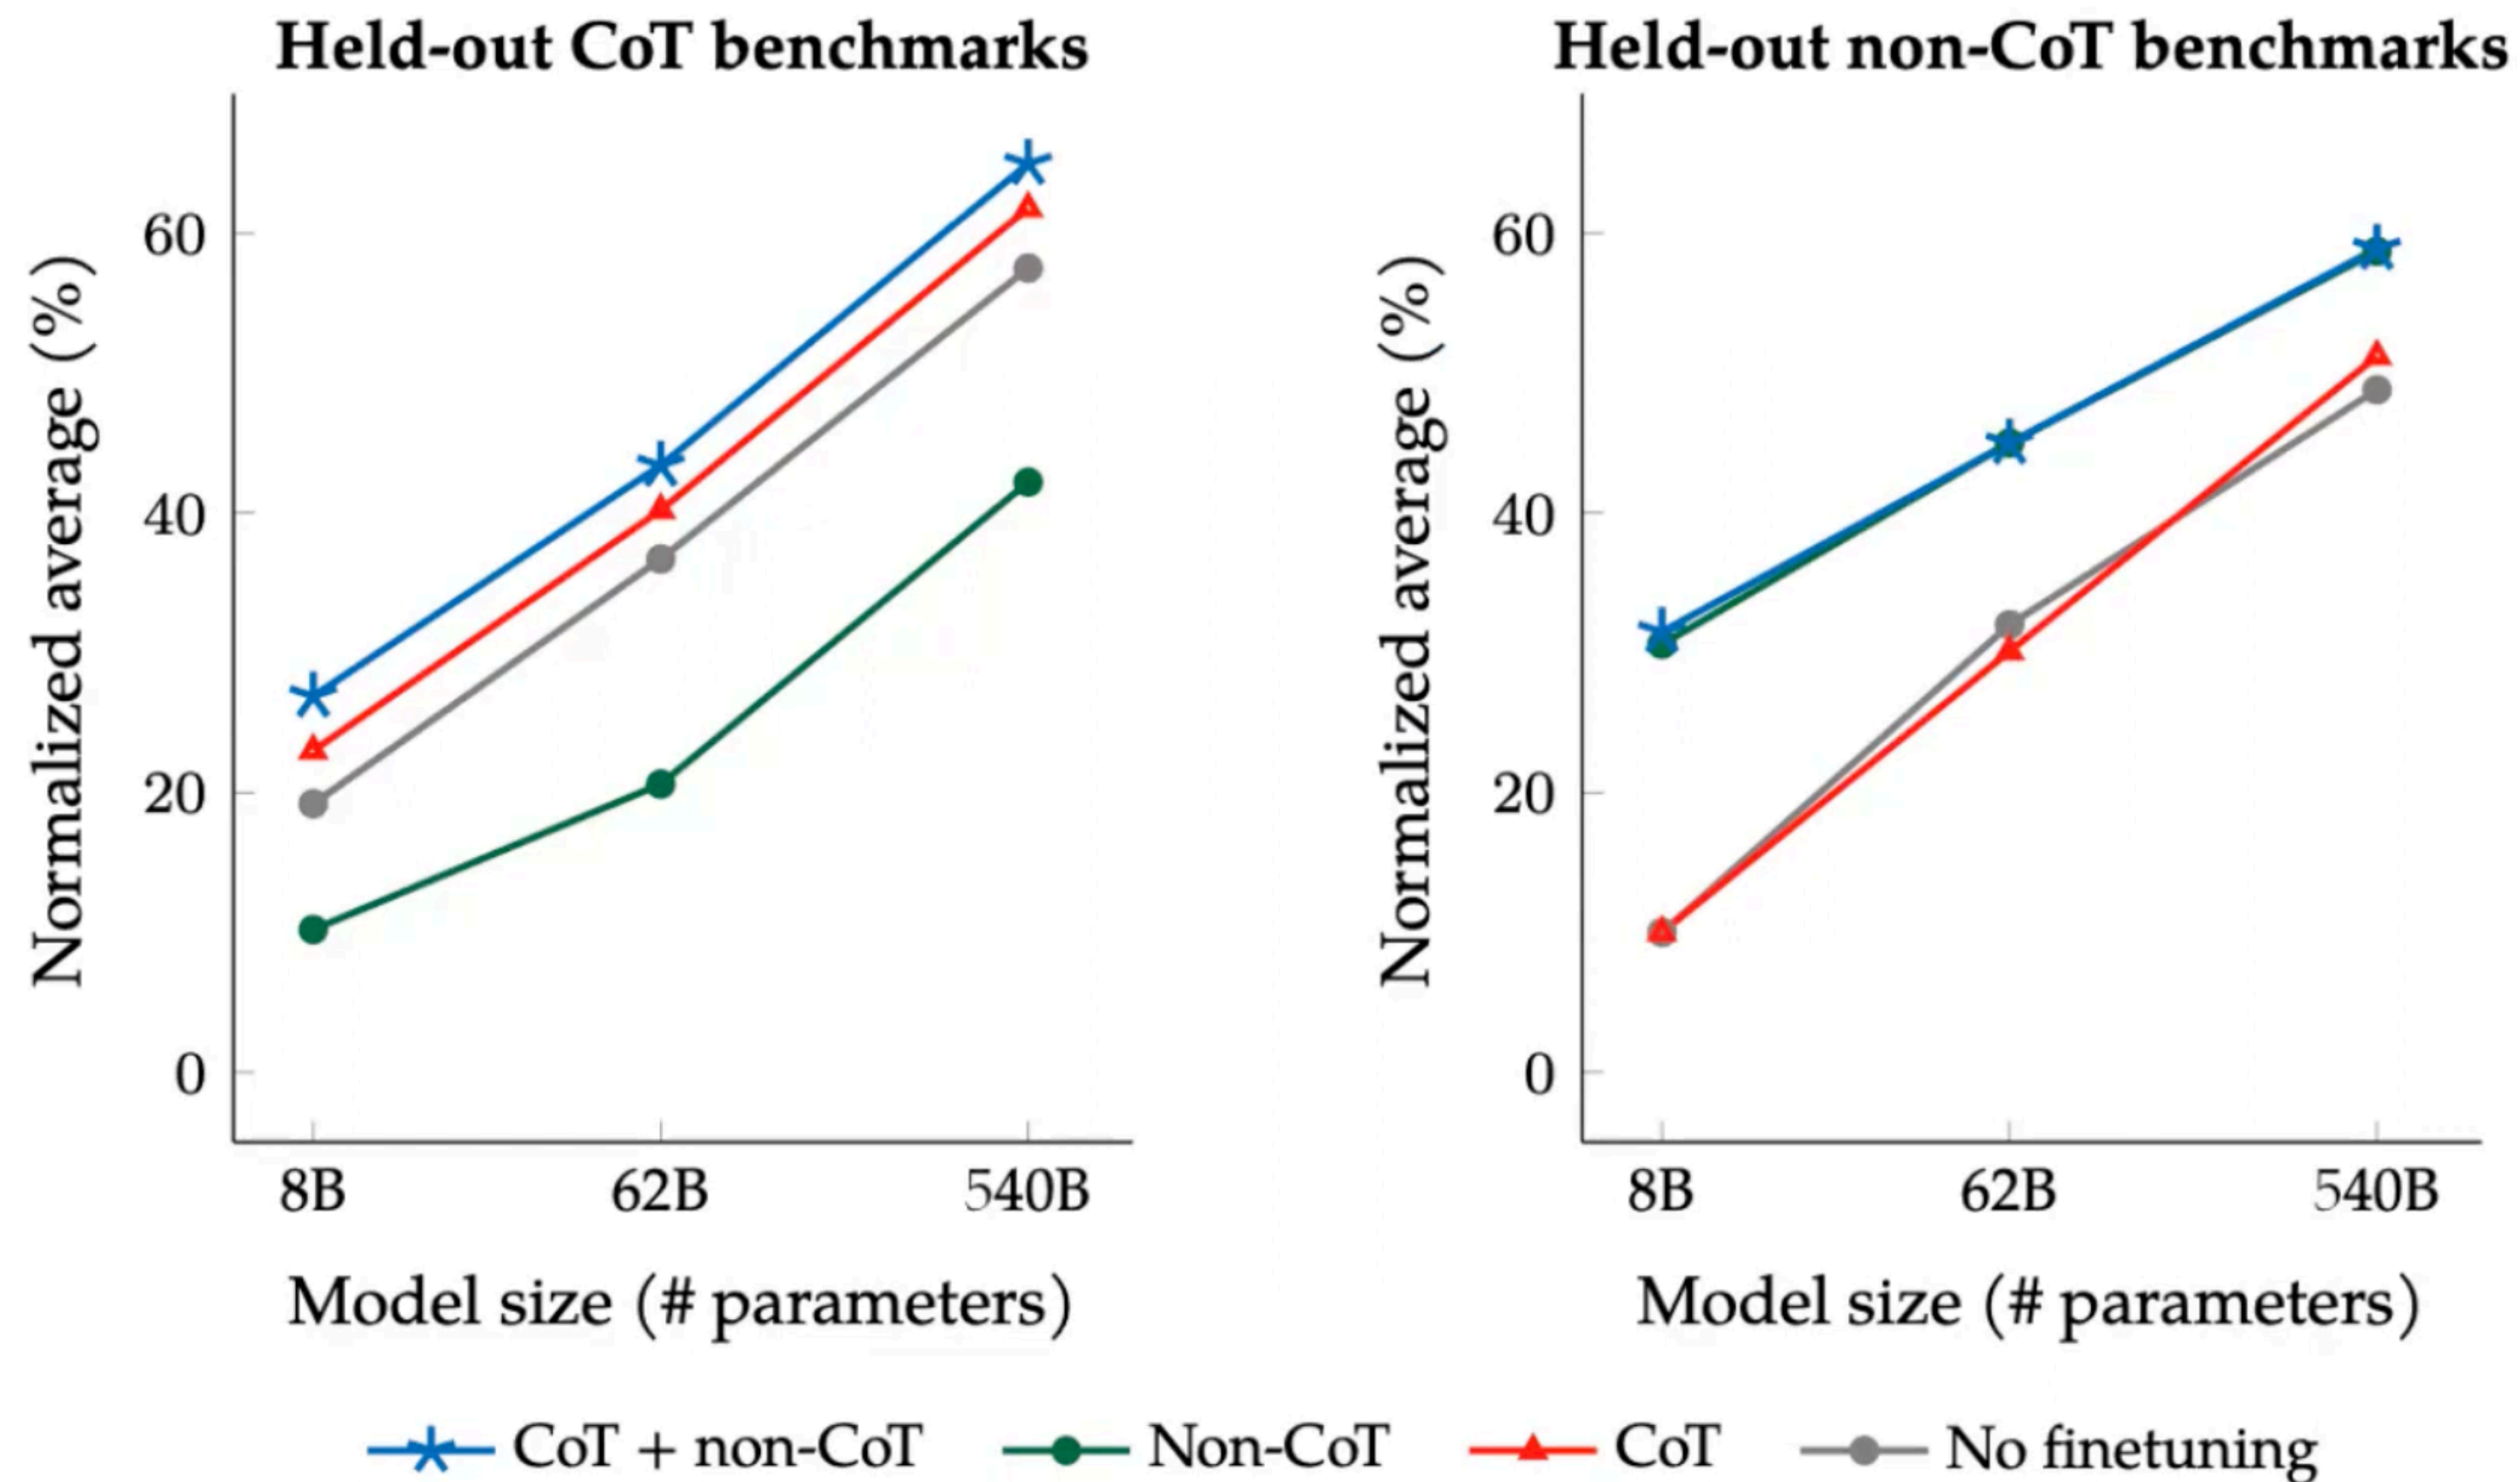 Held-out CoT benchmarks
Normalized average (%)
60
40
20
0
8B 62B 540B
Model size (# parameters)
Held-out non-CoT benchmarks
Normalized average (%)
60
40
20
0
8B 62B 540B
Model size (# parameters)
CoT + non-CoT Non-CoT CoT No finetuning